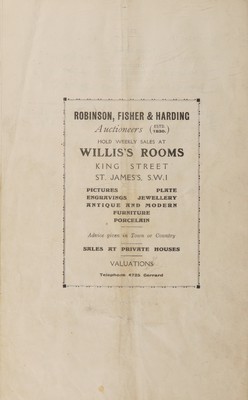 ROBINSON, FISHER & HARDING
Auctioneers (ESTD. 1830.)
HOLD WEEKLY SALES AT
WILLIS'S ROOMS
KING STREET
ST. JAMES'S, S.W.1
PICTURES PLATE
ENGRAVINGS JEWELLERY
ANTIQUE AND MODERN
FURNITURE
PORCELAIN
Advice given in Town or Country
SALES AT PRIVATE HOUSES
VALUATIONS
Telephone Gerrard